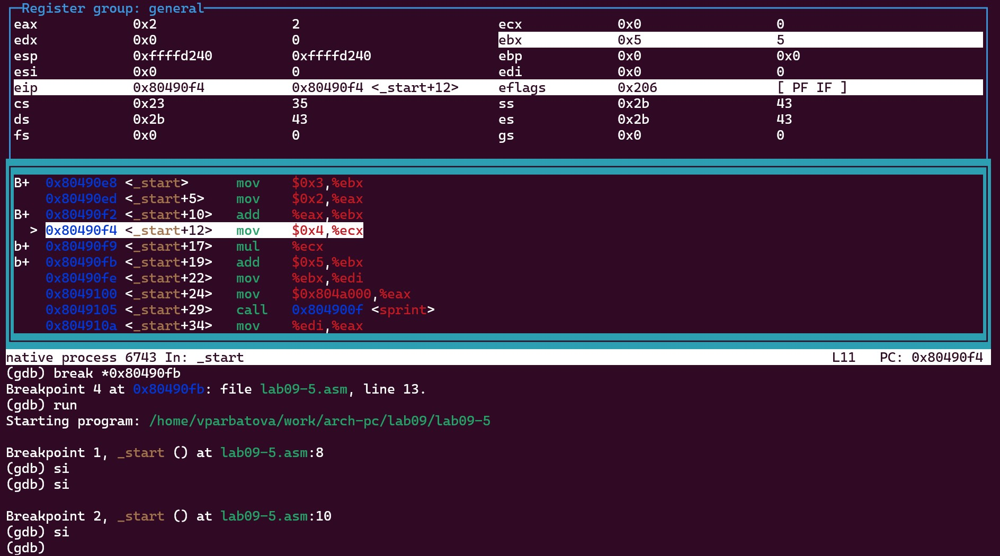 Register group: general
eax 0x2 2 ecx 0x0 0
edx 0x0 0 ebx 0x5 5
esp 0xffffd240 0xffffd240 ebp 0x0 0x0
esi 0x0 0 edi 0x0 0
eip 0x80490f4 0x80490f4 <_start+12> eflags 0x206 [ PF IF ]
cs 0x23 35 ss 0x2b 43
ds 0x2b 43 es 0x2b 43
fs 0x0 0 gs 0x0 0
B+ 0x80490e8 <_start> mov $0x3,%ebx
0x80490ed <_start+5> mov $0x2,%eax
B+ 0x80490f2 <_start+10> add %eax,%ebx
> 0x80490f4 <_start+12> mov $0x4,%ecx
b+ 0x80490f9 <_start+17> mul %ecx
b+ 0x80490fb <_start+19> add $0x5,%ebx
0x80490fe <_start+22> mov %ebx,%edi
0x8049100 <_start+24> mov $0x804a000,%eax
0x8049105 <_start+29> call 0x804900f <sprint>
0x804910a <_start+34> mov %edi,%eax
native process 6743 In: _start L11 PC: 0x80490f4
(gdb) break *0x80490fb
Breakpoint 4 at 0x80490fb: file lab09-5.asm, line 13.
(gdb) run
Starting program: /home/vparbatova/work/arch-pc/lab09/lab09-5
Breakpoint 1, _start () at lab09-5.asm:8
(gdb) si
(gdb) si
Breakpoint 2, _start () at lab09-5.asm:10
(gdb) si
(gdb)